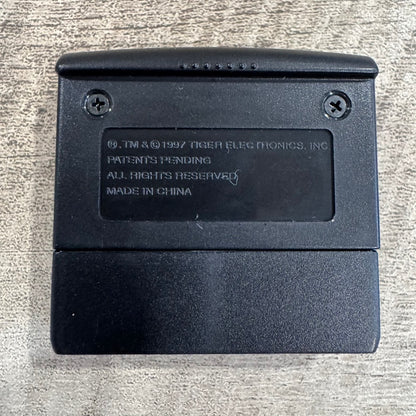 ®, TM & © 1997 TIGER ELECTRONICS, INC
PATENTS PENDING
ALL RIGHTS RESERVED
MADE IN CHINA